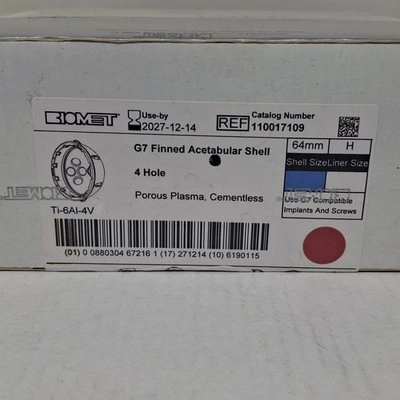 BIOMET
Use-by
2027-12-14
Catalog Number
REF 110017109
G7 Finned Acetabular Shell
4 Hole
Porous Plasma, Cementless
64mm H
Shell Size Liner Size
Use G7 Compatible
Implants And Screws
Ti-6Al-4V
(01) 0 0880304 67216 1 (17) 271214 (10) 6190115